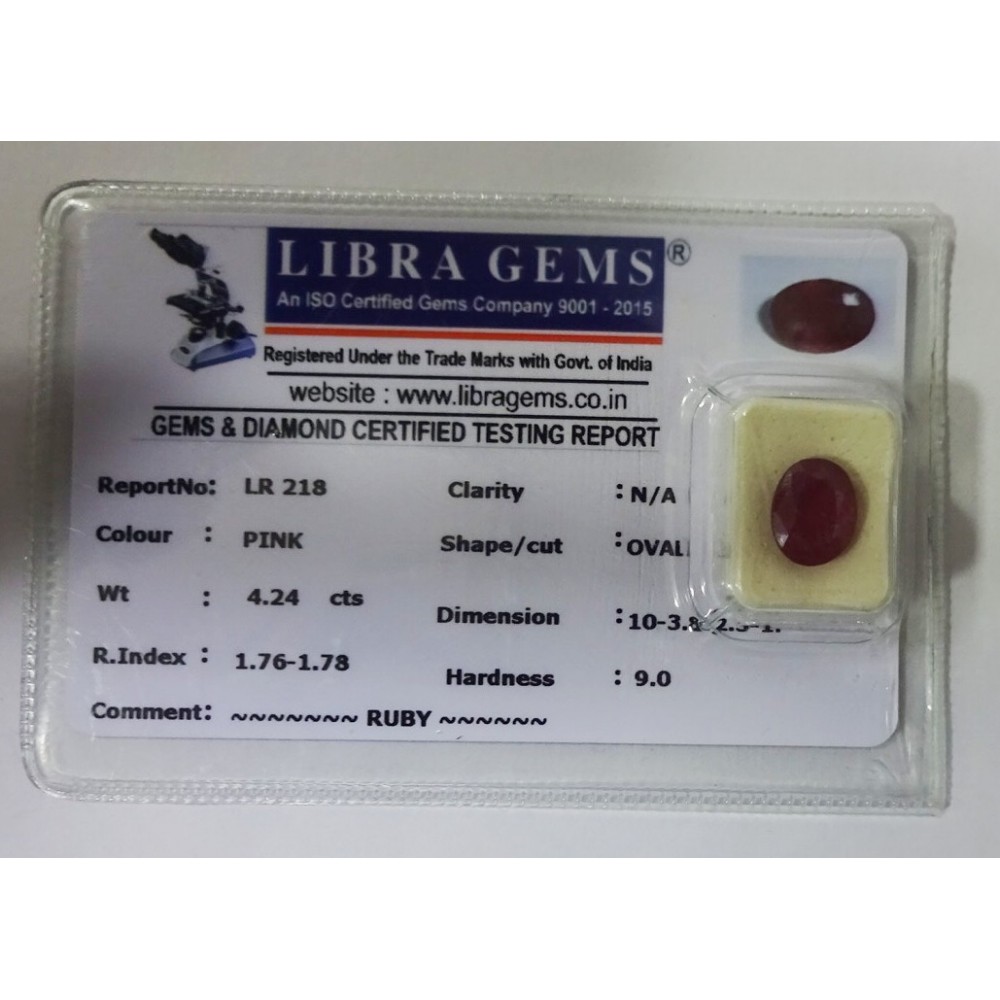 LIBRA GEMS®
An ISO Certified Gems Company 9001 - 2015
Registered Under the Trade Marks with Govt. of India
website : www.libragems.co.in
GEMS & DIAMOND CERTIFIED TESTING REPORT
ReportNo: LR 218 Clarity : N/A
Colour : PINK Shape/cut : OVAL
Wt : 4.24 cts Dimension :
R.Index : 1.76-1.78 Hardness : 9.0
Comment: ~~~~~~~ RUBY ~~~~~~